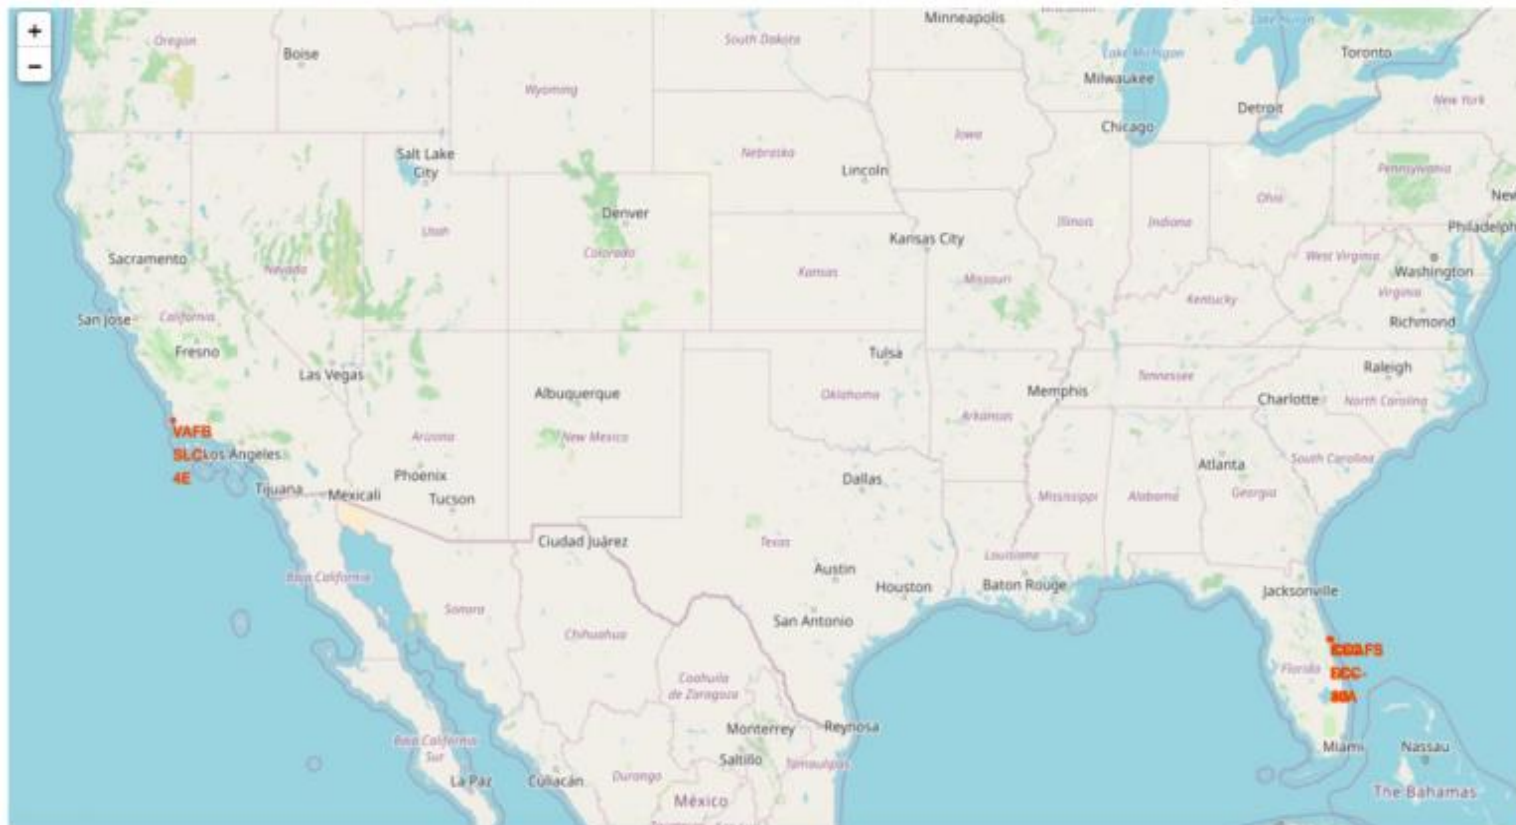 +
−
Minneapolis
Oregon
Boise
South Dakota
Lake Michigan
Lake Huron
Toronto
Milwaukee
Wyoming
New York
Detroit
Chicago
Iowa
Salt Lake
City
Nebraska
Lincoln
Pennsylvania
Ohio
New
Denver
Illinois
Indiana
Philadelph
Utah
Kansas City
Colorado
West Virginia
Sacramento
Nevada
Kansas
Missouri
Washington
Virginia
Kentucky
San Jose
California
Richmond
Fresno
Tulsa
Las Vegas
Tennessee
Raleigh
Albuquerque
Oklahoma
Memphis
Charlotte
North Carolina
Arkansas
VAFB
SLC-
4E
Los Angeles
Arizona
New Mexico
South Carolina
Atlanta
Phoenix
Dallas
Tijuana
Mexicali
Tucson
Mississippi
Alabama
Georgia
Ciudad Juárez
Texas
Louisiana
Austin
Baja California
Houston
Baton Rouge
Jacksonville
Sonora
San Antonio
Chihuahua
Florida
Coahuila
de Zaragoza
Monterrey
Reynosa
Baja California
Sur
Saltillo
Tamaulipas
Miami
Nassau
La Paz
Culiacán
Durango
The Bahamas
México